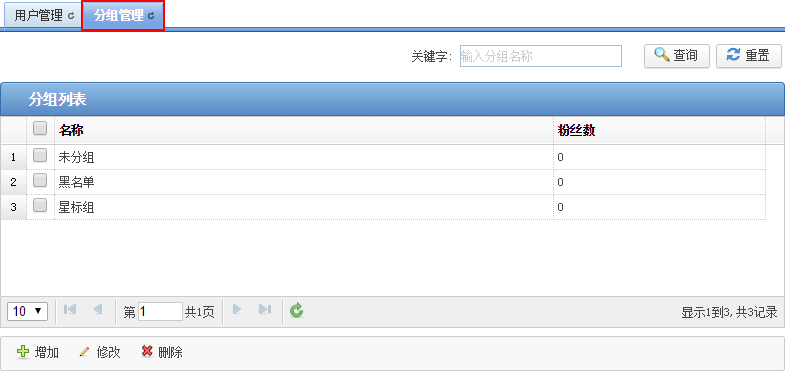 用户管理 分组管理
关键字: 输入分组名称 查询 重置
分组列表
名称 粉丝数
1 未分组 0
2 黑名单 0
3 星标组 0
10 第 1 共1页 显示1到3,共3记录
增加 修改 删除